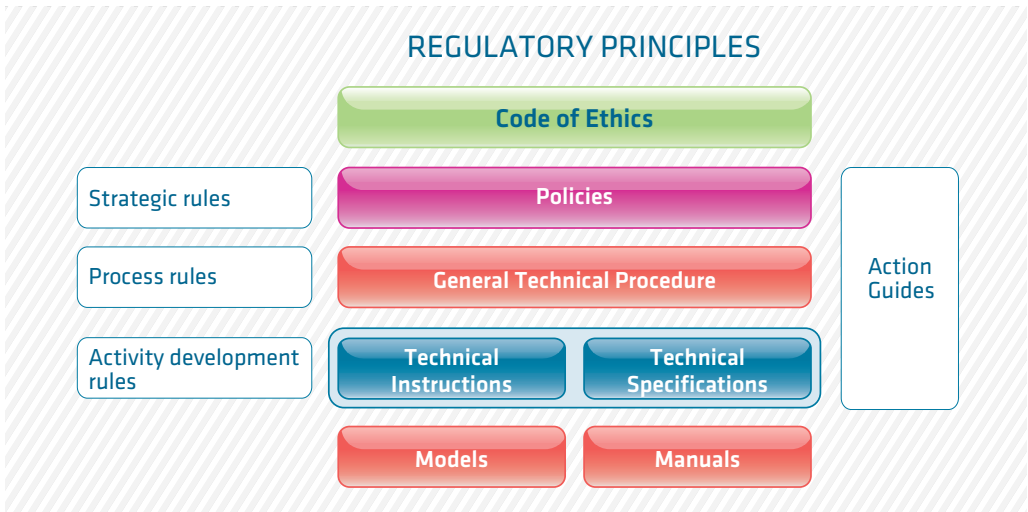 REGULATORY PRINCIPLES
Code of Ethics
Strategic rules
Policies
Process rules
General Technical Procedure
Action
Guides
Activity development
rules
Technical
Instructions
Technical
Specifications
Models
Manuals